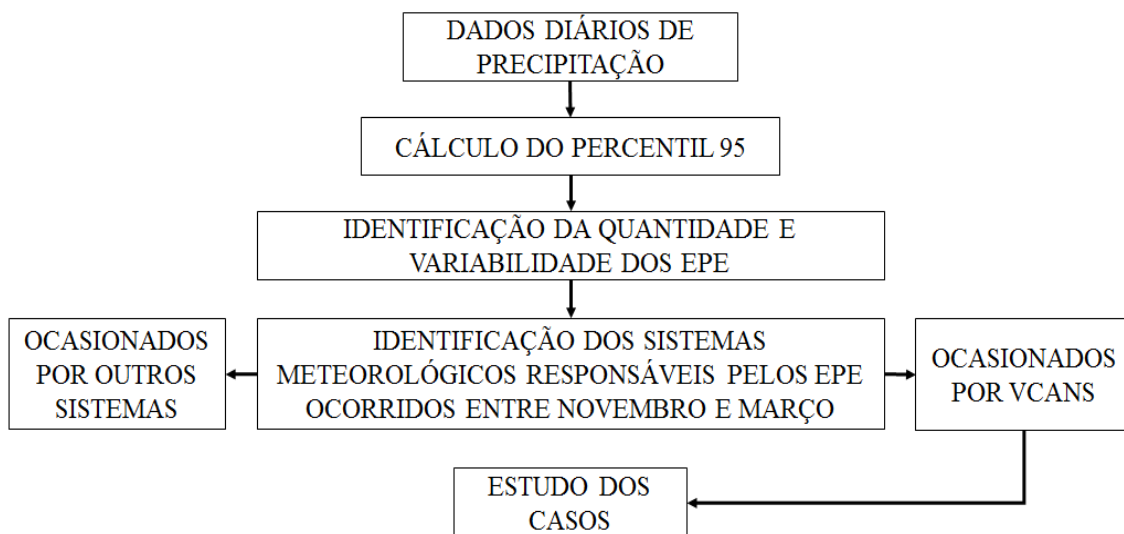 DADOS DIÁRIOS DE
PRECIPITAÇÃO
CÁLCULO DO PERCENTIL 95
IDENTIFICAÇÃO DA QUANTIDADE E
VARIABILIDADE DOS EPE
OCASIONADOS
POR OUTROS
SISTEMAS
IDENTIFICAÇÃO DOS SISTEMAS
METEOROLÓGICOS RESPONSÁVEIS PELOS EPE
OCORRIDOS ENTRE NOVEMBRO E MARÇO
OCASIONADOS
POR VCANS
ESTUDO DOS
CASOS